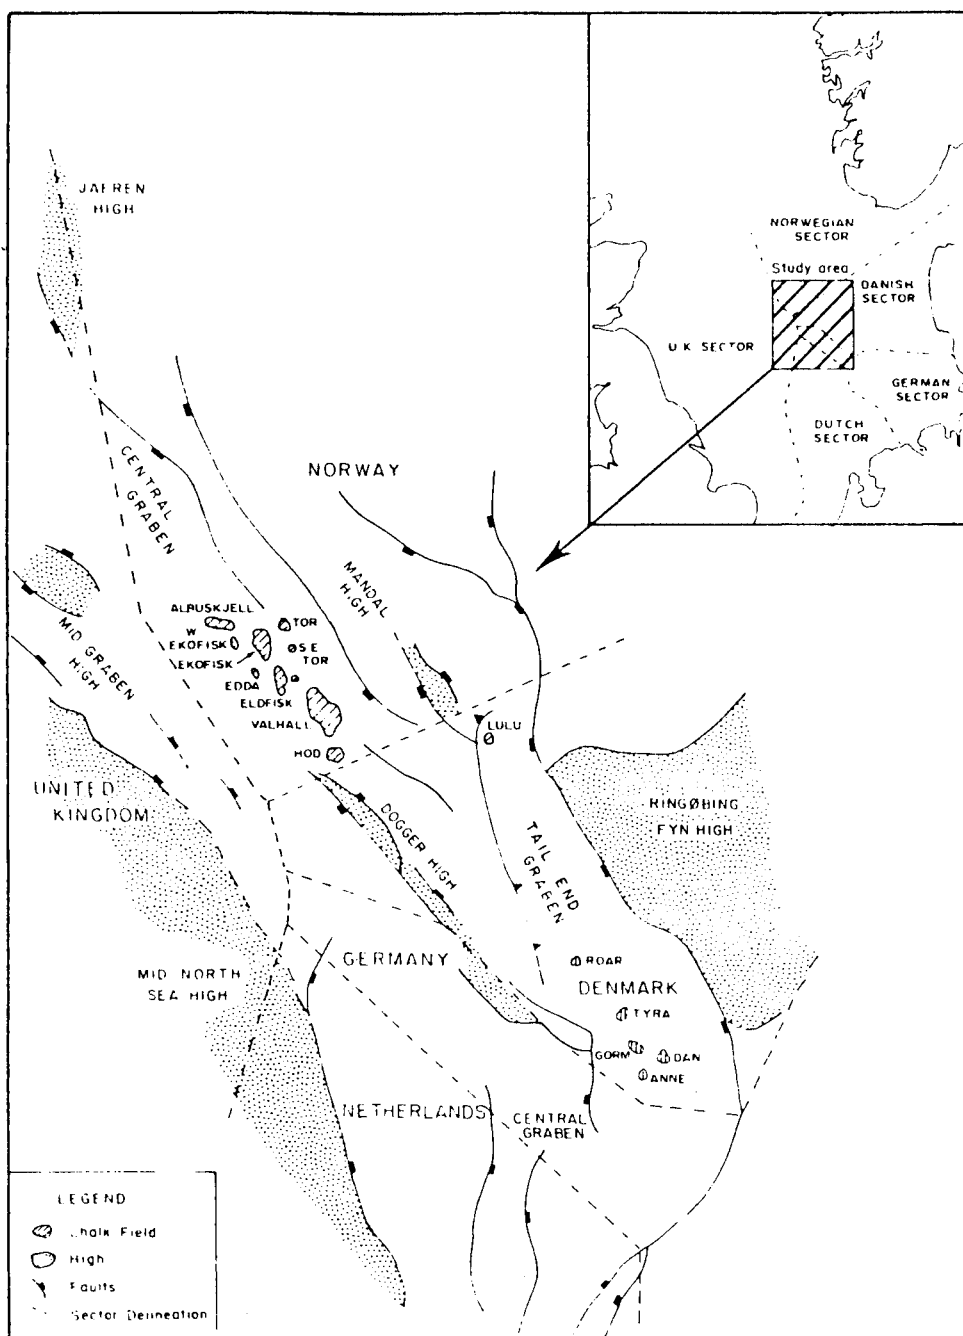 JAEREN
HIGH
NORWEGIAN
SECTOR
Study area
DANISH
SECTOR
U.K. SECTOR
GERMAN
SECTOR
DUTCH
SECTOR
NORWAY
CENTRAL
GRABEN
MANDAL
HIGH
MID GRABEN
HIGH
ALBUSKJELL
TOR
W
EKOFISK
S E
TOR
EKOFISK
EDDA
ELDFISK
VALHALL
HOD
LULU
UNITED
KINGDOM
DOGGER HIGH
RINGØBING
FYN HIGH
TAIL END
GRABEN
GERMANY
ROAR
MID NORTH
SEA HIGH
DENMARK
TYRA
GORM
DAN
ANNE
NETHERLANDS
CENTRAL
GRABEN
LEGEND
Chalk Field
High
Faults
Sector Delineation